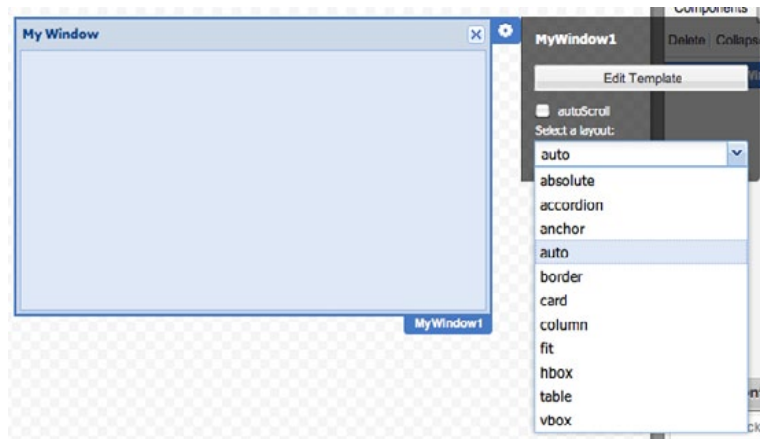 Components
My Window
MyWindow1
Delete Collaps
Edit Template
autoScroll
Select a layout:
auto
absolute
accordion
anchor
auto
border
card
column
fit
hbox
table
vbox
MyWindow1